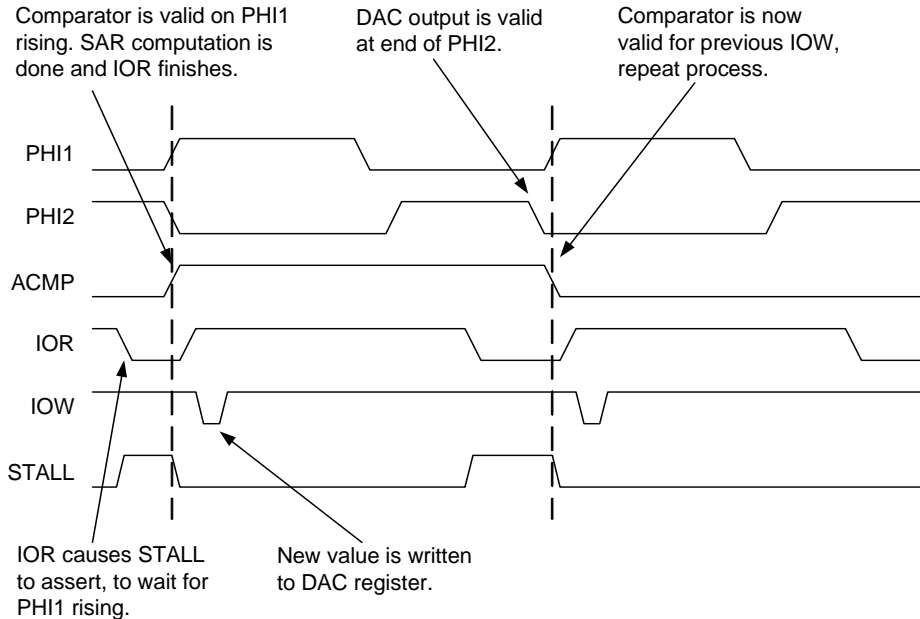 Comparator is valid on PHI1
rising. SAR computation is
done and IOR finishes.
DAC output is valid
at end of PHI2.
Comparator is now
valid for previous IOW,
repeat process.
PHI1
PHI2
ACMP
IOR
IOW
STALL
IOR causes STALL
to assert, to wait for
PHI1 rising.
New value is written
to DAC register.